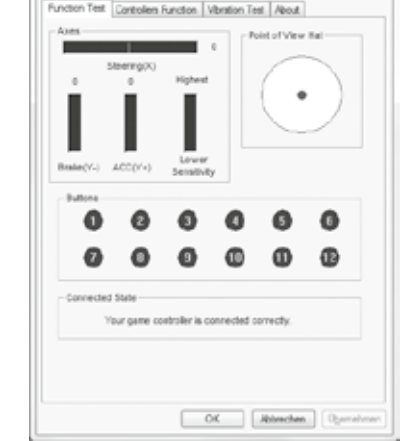 Function Test Controllers Function Vibration Test About
Axes
0
Steering(X)
0 0 Highest
Brake(Y-) ACC(Y+) Lower
Sensitivity
Point of View Hat
Buttons
1 2 3 4 5 6
7 8 9 10 11 12
Connected State
Your game controller is connected correctly.
OK Abbrechen Übernehmen